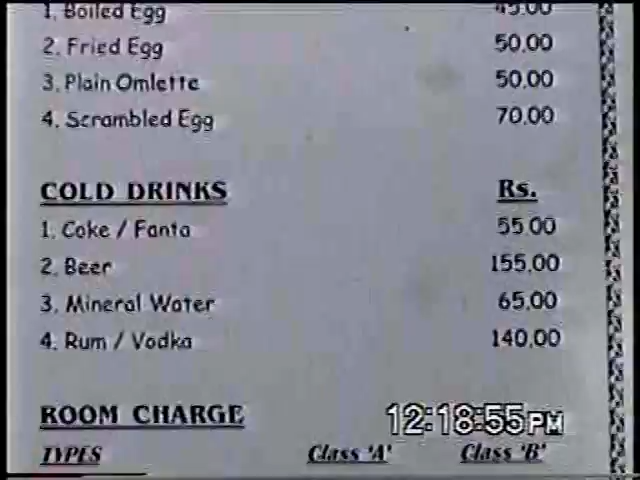 1. Boiled Egg 45.00
2. Fried Egg 50.00
3. Plain Omlette 50.00
4. Scrambled Egg 70.00
COLD DRINKS Rs.
1. Coke / Fanta 55.00
2. Beer 155.00
3. Mineral Water 65.00
4. Rum / Vodka 140.00
ROOM CHARGE 12:18:55PM
TYPES Class 'A' Class 'B'